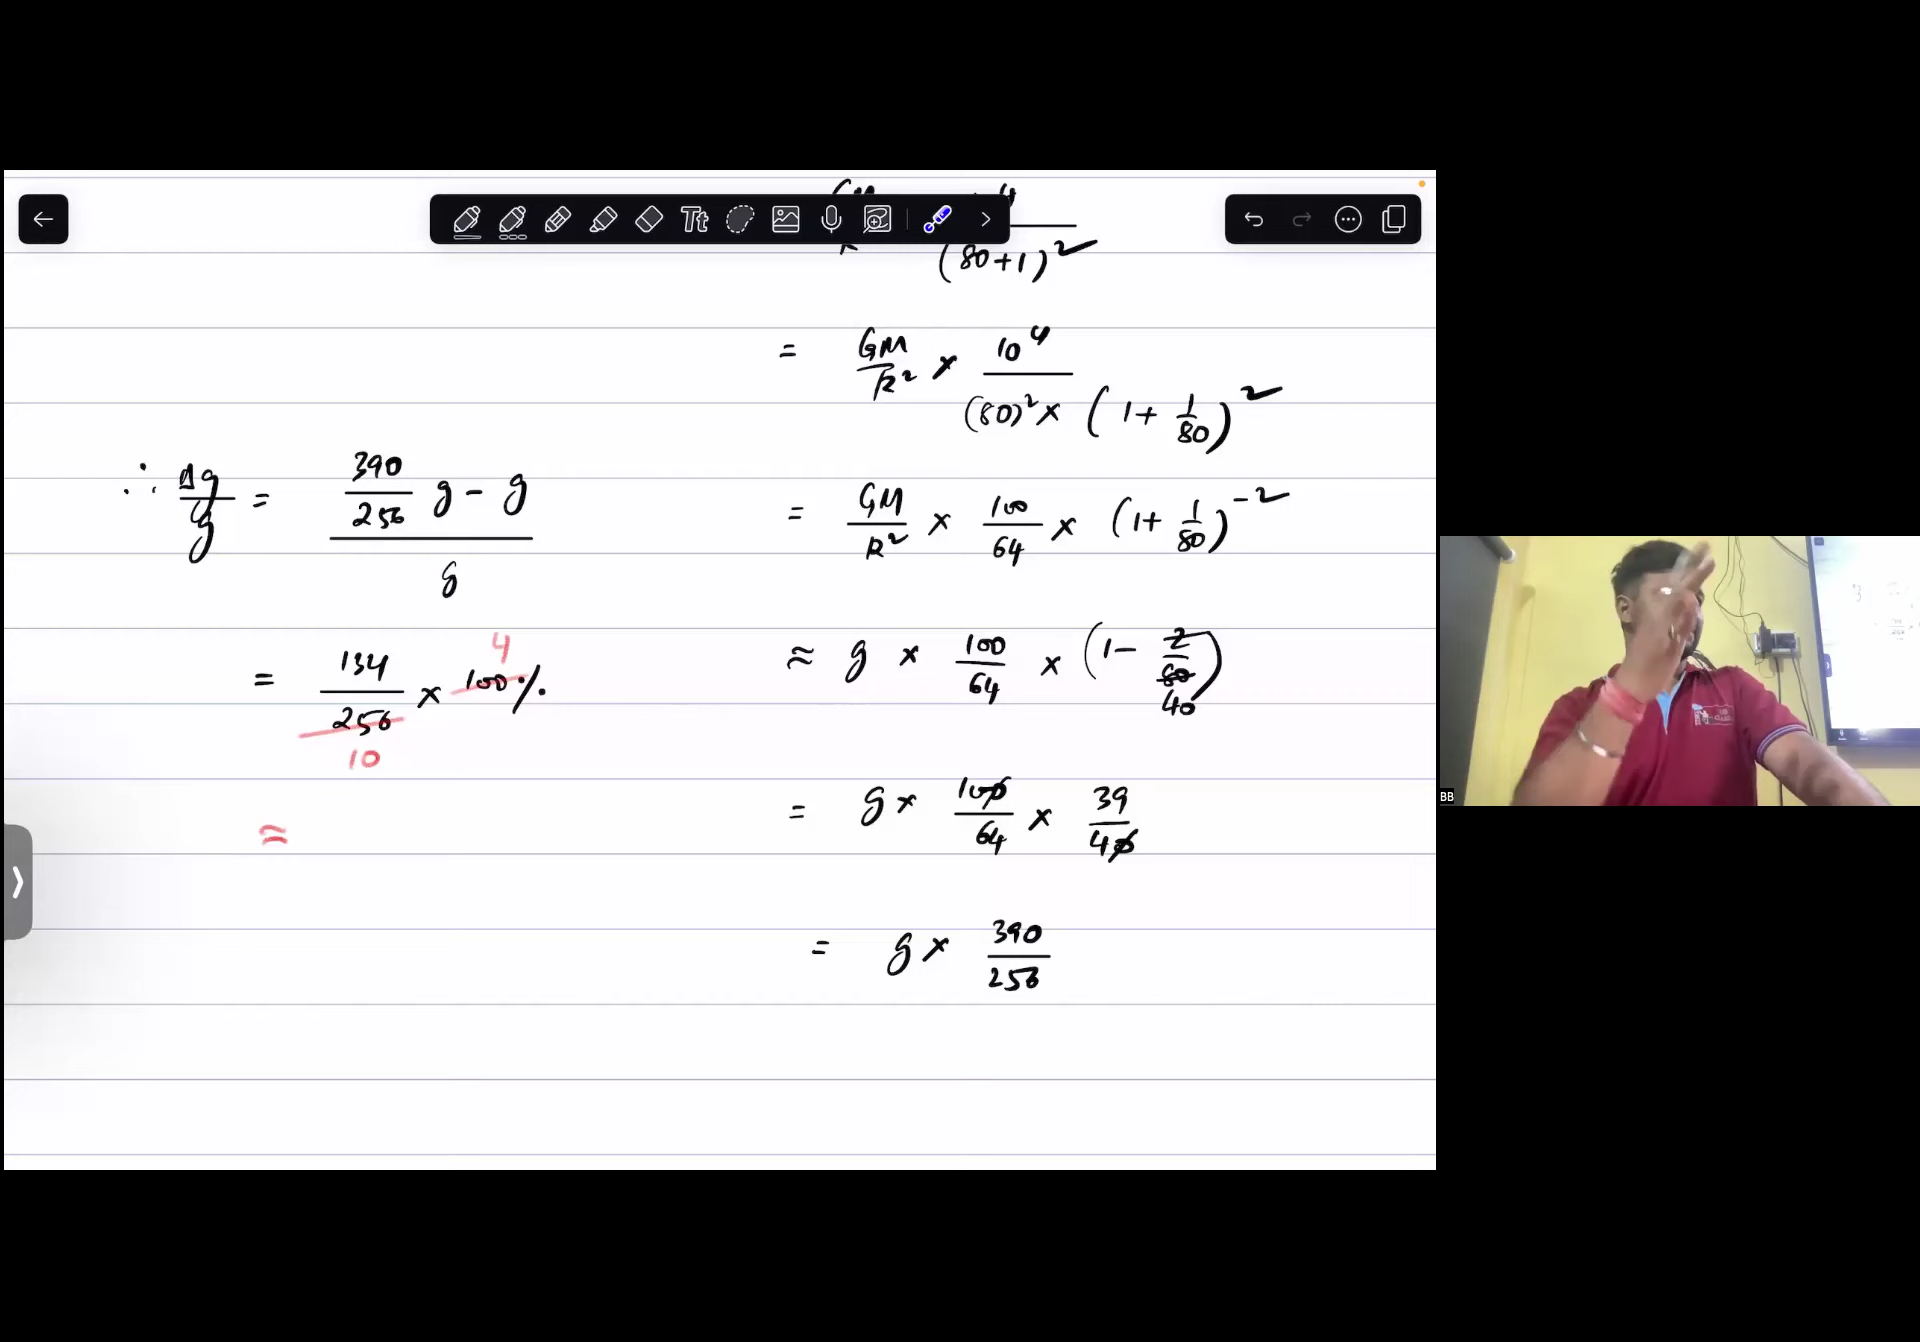 Tt
(80+1)²
= GM/R² × 10⁴/((80)² × (1 + 1/80)²)
= GM/R² × 100/64 × (1 + 1/80)⁻²
≈ g × 100/64 × (1 − 2/80 40)
= g × 100/64 × 39/40
= g × 390/256
∴ Δg/g = (390/256 g − g)/g
= 134/256 × 100 %
4
10
≈
BB